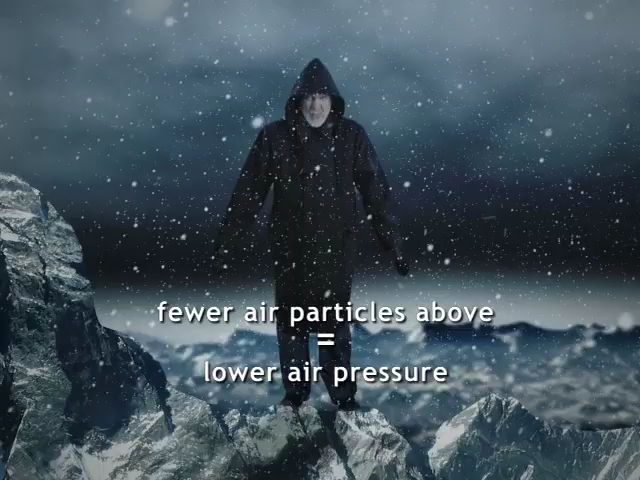 fewer air particles above
=
lower air pressure